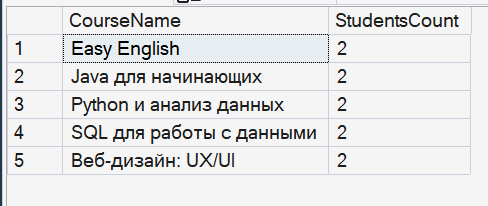 CourseName StudentsCount
1 Easy English 2
2 Java для начинающих 2
3 Python и анализ данных 2
4 SQL для работы с данными 2
5 Веб-дизайн: UX/UI 2